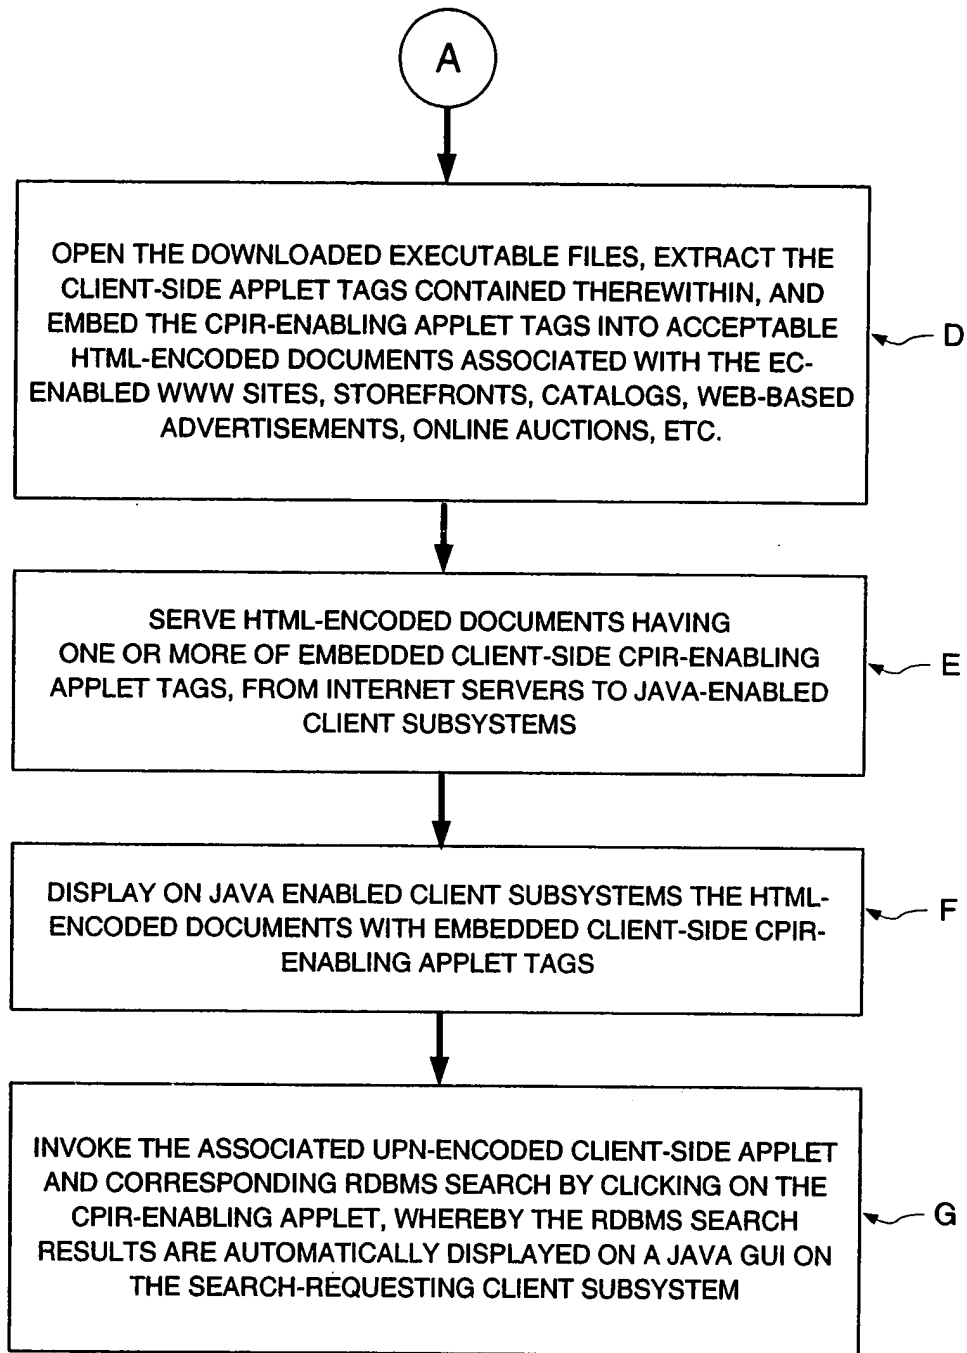 A
OPEN THE DOWNLOADED EXECUTABLE FILES, EXTRACT THE
CLIENT-SIDE APPLET TAGS CONTAINED THEREWITHIN, AND
EMBED THE CPIR-ENABLING APPLET TAGS INTO ACCEPTABLE
HTML-ENCODED DOCUMENTS ASSOCIATED WITH THE EC-
ENABLED WWW SITES, STOREFRONTS, CATALOGS, WEB-BASED
ADVERTISEMENTS, ONLINE AUCTIONS, ETC.
D
SERVE HTML-ENCODED DOCUMENTS HAVING
ONE OR MORE OF EMBEDDED CLIENT-SIDE CPIR-ENABLING
APPLET TAGS, FROM INTERNET SERVERS TO JAVA-ENABLED
CLIENT SUBSYSTEMS
E
DISPLAY ON JAVA ENABLED CLIENT SUBSYSTEMS THE HTML-
ENCODED DOCUMENTS WITH EMBEDDED CLIENT-SIDE CPIR-
ENABLING APPLET TAGS
F
INVOKE THE ASSOCIATED UPN-ENCODED CLIENT-SIDE APPLET
AND CORRESPONDING RDBMS SEARCH BY CLICKING ON THE
CPIR-ENABLING APPLET, WHEREBY THE RDBMS SEARCH
RESULTS ARE AUTOMATICALLY DISPLAYED ON A JAVA GUI ON
THE SEARCH-REQUESTING CLIENT SUBSYSTEM
G